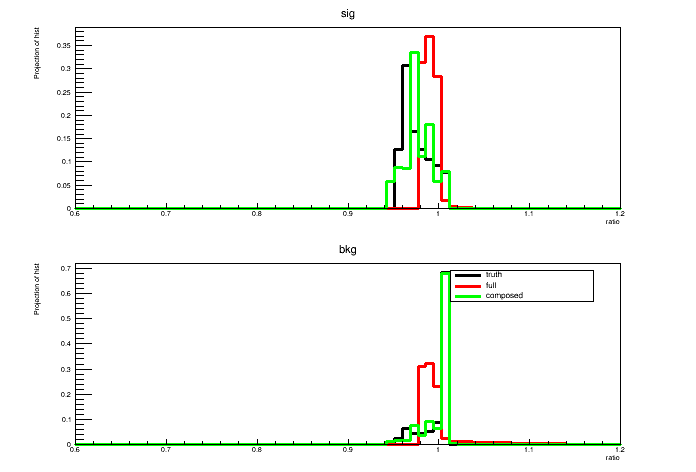 sig
Projection of hist
0.35
0.3
0.25
0.2
0.15
0.1
0.05
0
0.6 0.7 0.8 0.9 1 1.1 1.2
ratio
bkg
Projection of hist
0.7
0.6
0.5
0.4
0.3
0.2
0.1
0
truth
full
composed
0.6 0.7 0.8 0.9 1 1.1 1.2
ratio